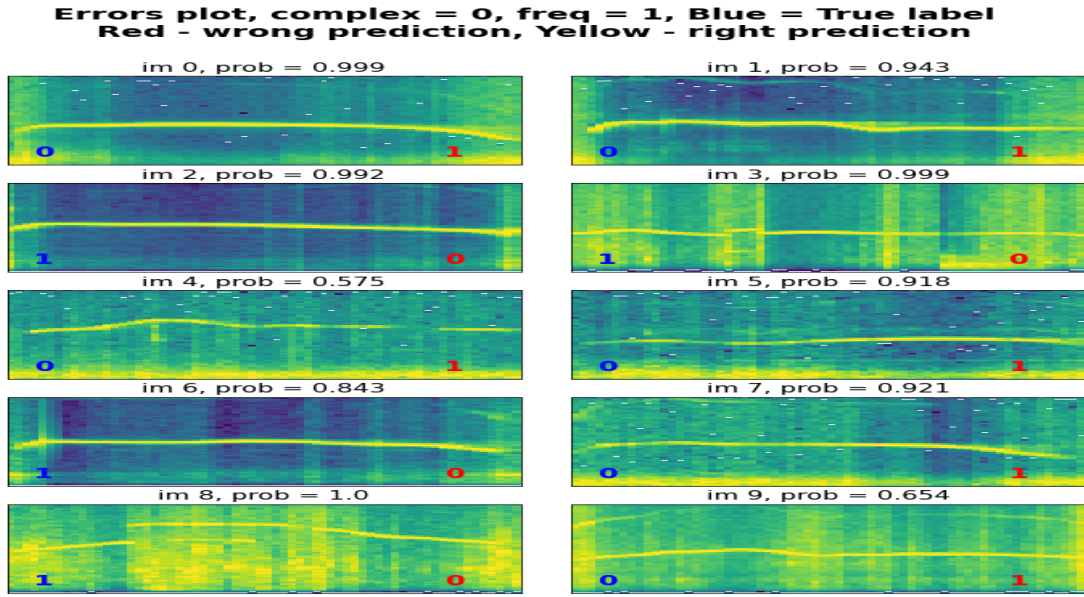 Errors plot, complex = 0, freq = 1, Blue = True label
Red - wrong prediction, Yellow - right prediction
im 0, prob = 0.999
0 1
im 1, prob = 0.943
0 1
im 2, prob = 0.992
1 0
im 3, prob = 0.999
1 0
im 4, prob = 0.575
0 1
im 5, prob = 0.918
0 1
im 6, prob = 0.843
1 0
im 7, prob = 0.921
0 1
im 8, prob = 1.0
1 0
im 9, prob = 0.654
0 1